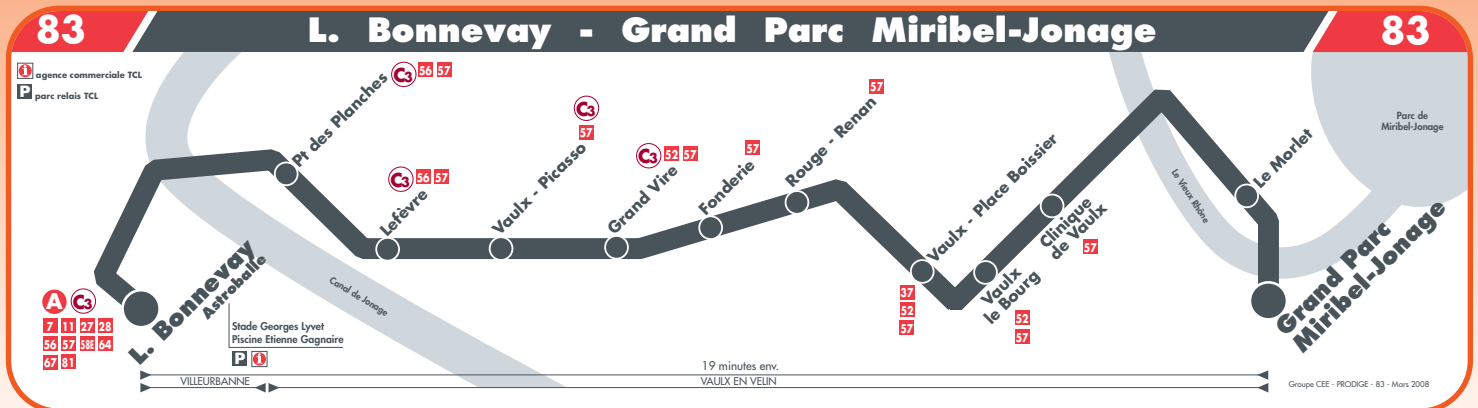 83
L. Bonnevay - Grand Parc Miribel-Jonage
83
agence commerciale TCL
P parc relais TCL
A C3
7 11 27 28
56 57 58E 64
67 81
L. Bonnevay
Astroballe
Stade Georges Lyvet
Piscine Etienne Gagnaire
P i
Canal de Jonage
Pt des Planches
C3 56 57
Lefèvre
C3 56 57
Vaulx - Picasso
C3
57
Grand Vire
C3 52 57
Fonderie
57
Rouge - Renan
57
Vaulx - Place Boissier
37
52
57
Vaulx
le Bourg
52
57
Clinique
de Vaulx
57
Le Vieux Rhône
Le Morlet
Parc de
Miribel-Jonage
Grand Parc
Miribel-Jonage
19 minutes env.
VILLEURBANNE
VAULX EN VELIN
Groupe CEE - PRODIGE - 83 - Mars 2008